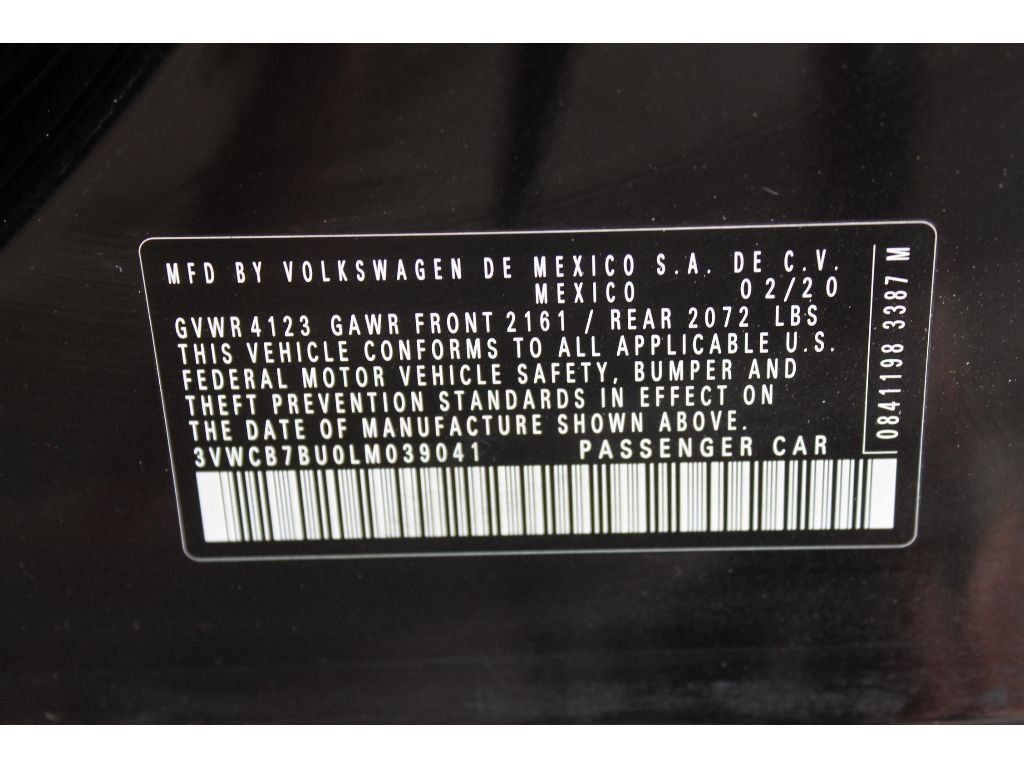 MFD BY VOLKSWAGEN DE MEXICO S.A. DE C.V.
MEXICO 02/20
GVWR 4123 GAWR FRONT 2161 / REAR 2072 LBS
THIS VEHICLE CONFORMS TO ALL APPLICABLE U.S.
FEDERAL MOTOR VEHICLE SAFETY, BUMPER AND
THEFT PREVENTION STANDARDS IN EFFECT ON
THE DATE OF MANUFACTURE SHOWN ABOVE.
3VWCB7BU0LM039041 PASSENGER CAR
0841198 3387 M